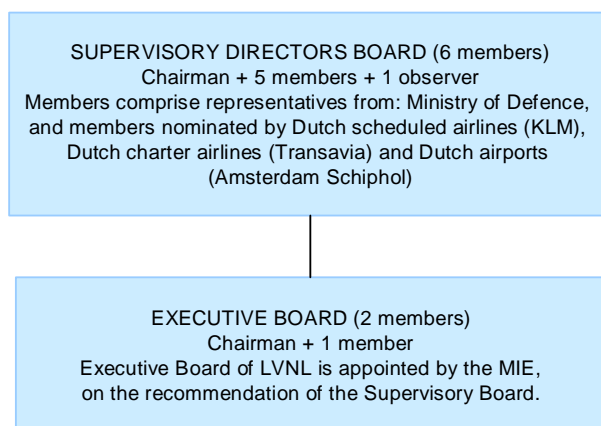 SUPERVISORY DIRECTORS BOARD (6 members)
Chairman + 5 members + 1 observer
Members comprise representatives from: Ministry of Defence,
and members nominated by Dutch scheduled airlines (KLM),
Dutch charter airlines (Transavia) and Dutch airports
(Amsterdam Schiphol)
EXECUTIVE BOARD (2 members)
Chairman + 1 member
Executive Board of LVNL is appointed by the MIE,
on the recommendation of the Supervisory Board.